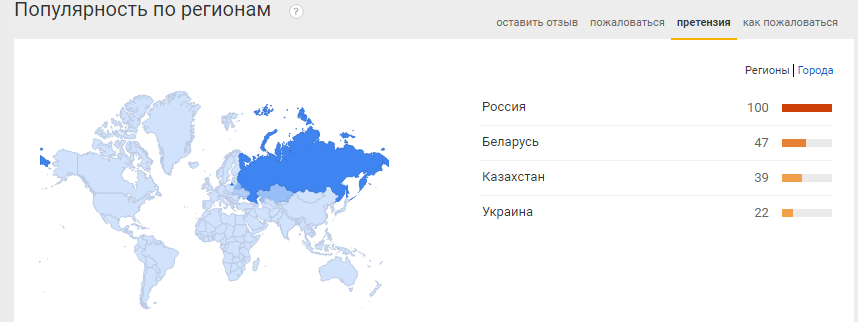 Популярность по регионам ?
оставить отзыв пожаловаться претензия как пожаловаться
Регионы | Города
Россия 100
Беларусь 47
Казахстан 39
Украина 22